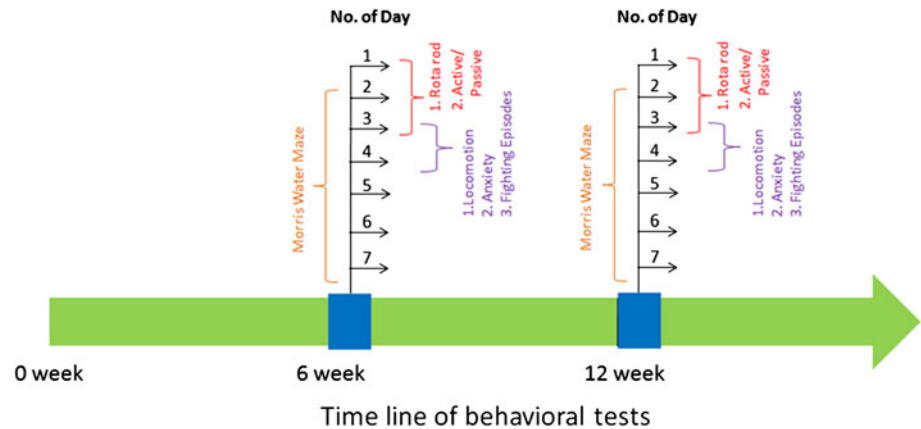 No. of Day
1
2
3
4
5
6
7
Morris Water Maze
1. Rota rod
2. Active/
Passive
1.Locomotion
2. Anxiety
3. Fighting Episodes
No. of Day
1
2
3
4
5
6
7
Morris Water Maze
1. Rota rod
2. Active/
Passive
1.Locomotion
2. Anxiety
3. Fighting Episodes
0 week
6 week
12 week
Time line of behavioral tests